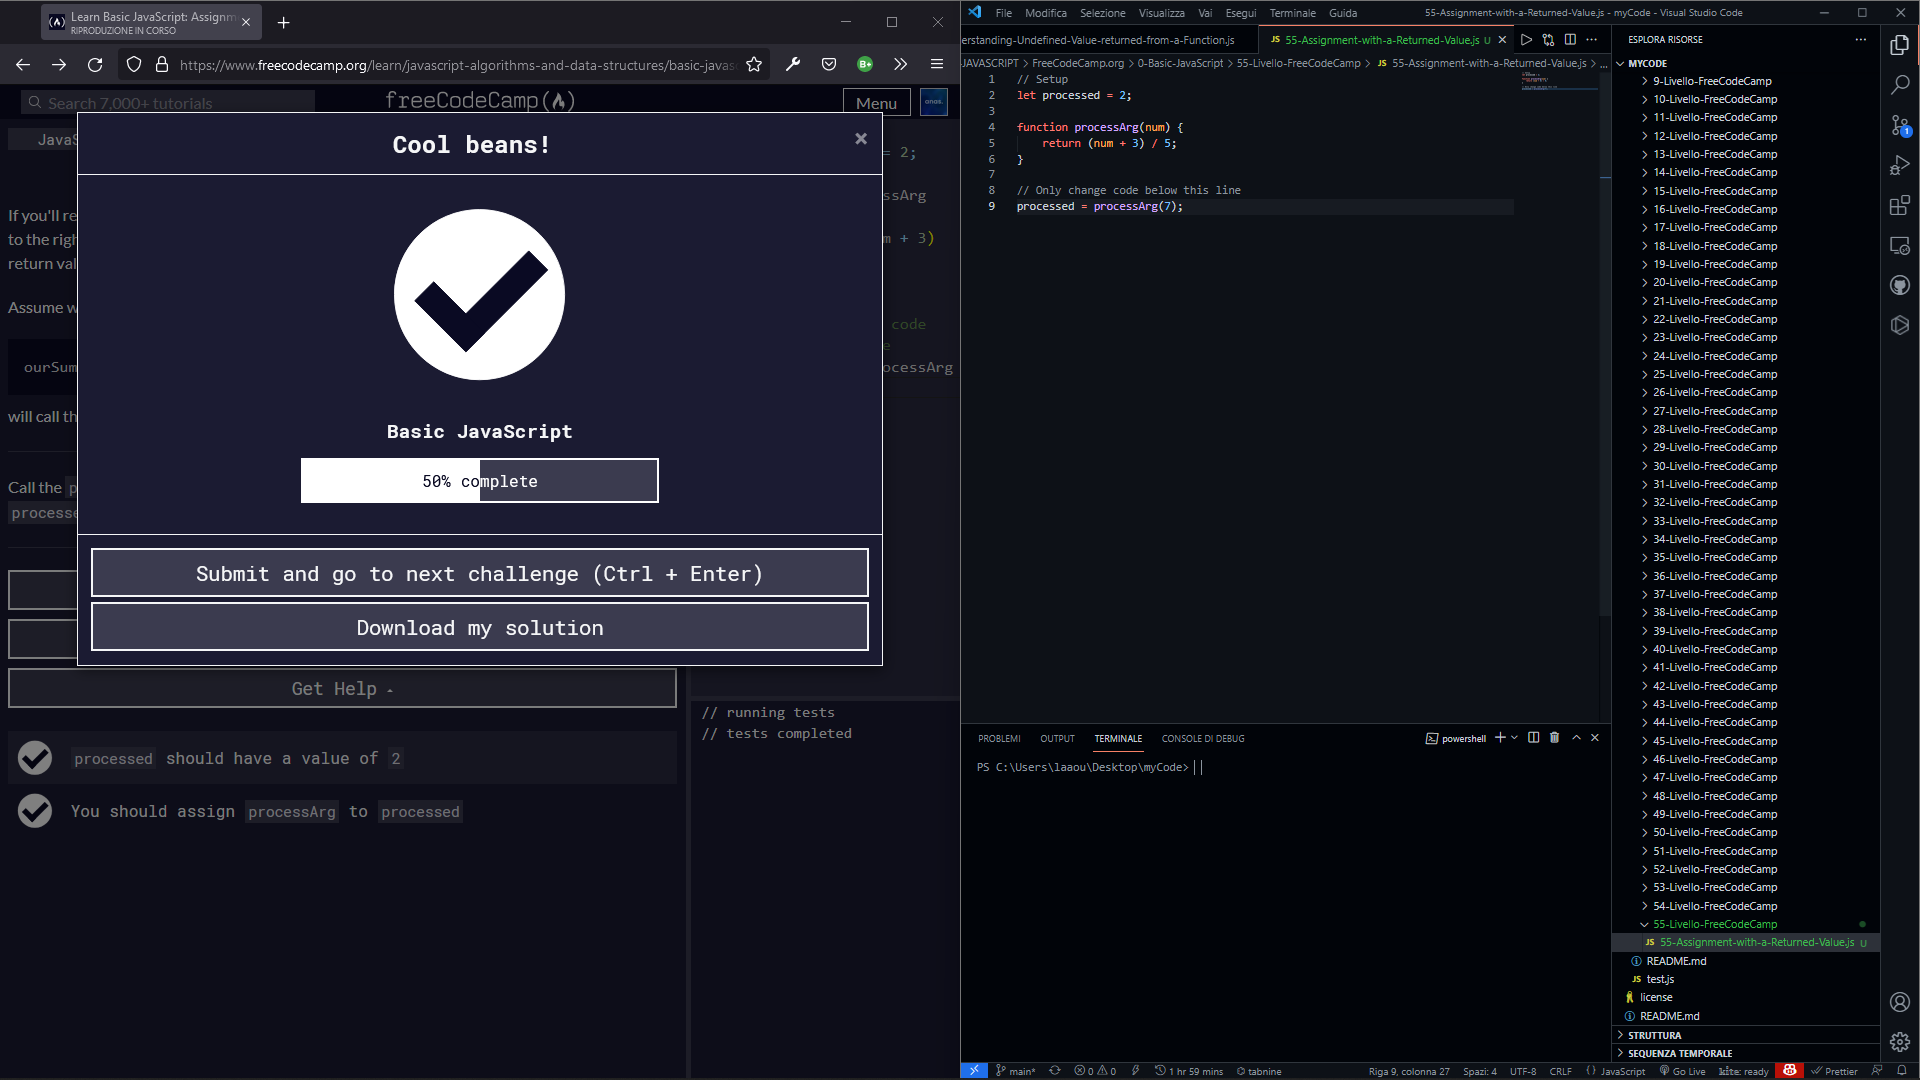 Learn Basic JavaScript: Assignm
RIPRODUZIONE IN CORSO
https://www.freecodecamp.org/learn/javascript-algorithms-and-data-structures/basic-javas
Search 7,000+ tutorials
freeCodeCamp(🔥)
Menu
JavaS
If you'll re
to the righ
return val
Assume w
ourSum
will call th
Call the p
processe
= 2;
ssArg
m + 3)
code
e
ocessArg
Cool beans!
×
Basic JavaScript
50% complete
Submit and go to next challenge (Ctrl + Enter)
Download my solution
Get Help
processed should have a value of 2
You should assign processArg to processed
// running tests
// tests completed
File Modifica Selezione Visualizza Vai Esegui Terminale Guida
55-Assignment-with-a-Returned-Value.js - myCode - Visual Studio Code
erstanding-Undefined-Value-returned-from-a-Function.js
JS 55-Assignment-with-a-Returned-Value.js U
JAVASCRIPT > FreeCodeCamp.org > 0-Basic-JavaScript > 55-Livello-FreeCodeCamp > JS 55-Assignment-with-a-Returned-Value.js > ...
1 // Setup
2 let processed = 2;
3
4 function processArg(num) {
5 return (num + 3) / 5;
6 }
7
8 // Only change code below this line
9 processed = processArg(7);
PROBLEMI OUTPUT TERMINALE CONSOLE DI DEBUG
powershell
PS C:\Users\laaou\Desktop\myCode>
ESPLORA RISORSE
MYCODE
9-Livello-FreeCodeCamp
10-Livello-FreeCodeCamp
11-Livello-FreeCodeCamp
12-Livello-FreeCodeCamp
13-Livello-FreeCodeCamp
14-Livello-FreeCodeCamp
15-Livello-FreeCodeCamp
16-Livello-FreeCodeCamp
17-Livello-FreeCodeCamp
18-Livello-FreeCodeCamp
19-Livello-FreeCodeCamp
20-Livello-FreeCodeCamp
21-Livello-FreeCodeCamp
22-Livello-FreeCodeCamp
23-Livello-FreeCodeCamp
24-Livello-FreeCodeCamp
25-Livello-FreeCodeCamp
26-Livello-FreeCodeCamp
27-Livello-FreeCodeCamp
28-Livello-FreeCodeCamp
29-Livello-FreeCodeCamp
30-Livello-FreeCodeCamp
31-Livello-FreeCodeCamp
32-Livello-FreeCodeCamp
33-Livello-FreeCodeCamp
34-Livello-FreeCodeCamp
35-Livello-FreeCodeCamp
36-Livello-FreeCodeCamp
37-Livello-FreeCodeCamp
38-Livello-FreeCodeCamp
39-Livello-FreeCodeCamp
40-Livello-FreeCodeCamp
41-Livello-FreeCodeCamp
42-Livello-FreeCodeCamp
43-Livello-FreeCodeCamp
44-Livello-FreeCodeCamp
45-Livello-FreeCodeCamp
46-Livello-FreeCodeCamp
47-Livello-FreeCodeCamp
48-Livello-FreeCodeCamp
49-Livello-FreeCodeCamp
50-Livello-FreeCodeCamp
51-Livello-FreeCodeCamp
52-Livello-FreeCodeCamp
53-Livello-FreeCodeCamp
54-Livello-FreeCodeCamp
55-Livello-FreeCodeCamp
JS 55-Assignment-with-a-Returned-Value.js U
README.md
JS test.js
license
README.md
STRUTTURA
SEQUENZA TEMPORALE
1
main* 0 0 1 hr 59 mins tabnine
Riga 9, colonna 27 Spazi: 4 UTF-8 CRLF JavaScript Go Live kite: ready Prettier